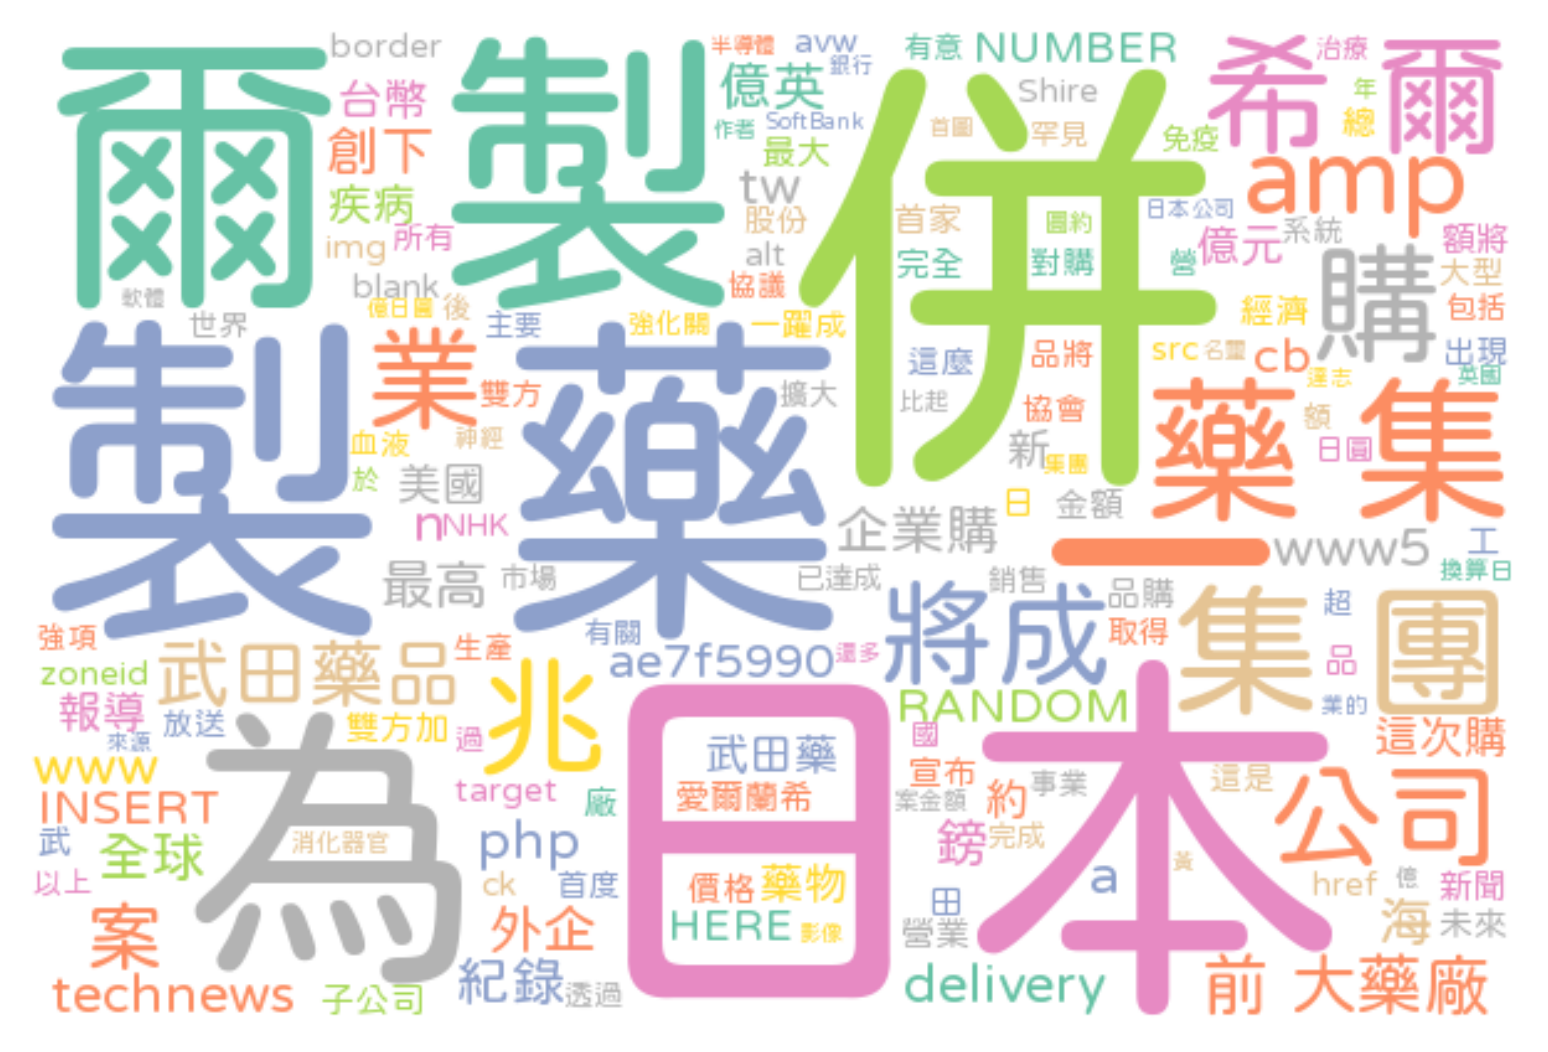 border
半導體
avw
銀行
有意
NUMBER
希爾
治療
爾製
台幣
億英
Shire
年
創下
作者
SoftBank
首圖
罕見
免疫
總
最大
併
amp
疾病
tw
股份
首家
圓約
日本公司
系統
img
所有
alt
完全
對購
營
億元
額將
blank
協議
大型
購
軟體
億日圓
後
經濟
包括
世界
主要
強化關
一躍成
這麼
品將
src
名單
cb
出現
製藥
業
雙方
擴大
比起
協會
達志
英國
血液
神經
新
集團
額
日圓
藥集
於
美國
日
金額
n
NHK
企業購
一
www5
工
最高
市場
已達成
銷售
品購
換算日
強項
有關
將成
取得
集團
超
zoneid
武田藥品
生產
ae7f5990
還多
品
報導
放送
來源
雙方加
過
兆
RANDOM
業的
國
這次購
www
為
日本
武田藥
宣布
事業
這是
公司
INSERT
target
廠
愛爾蘭希
案金額
約
武
全球
消化器官
php
鎊
完成
黃
以上
ck
首度
價格
藥物
a
href
億
新聞
案
外企
HERE
影像
田
營業
海
未來
technews
子公司
紀錄
透過
delivery
前
大藥廠